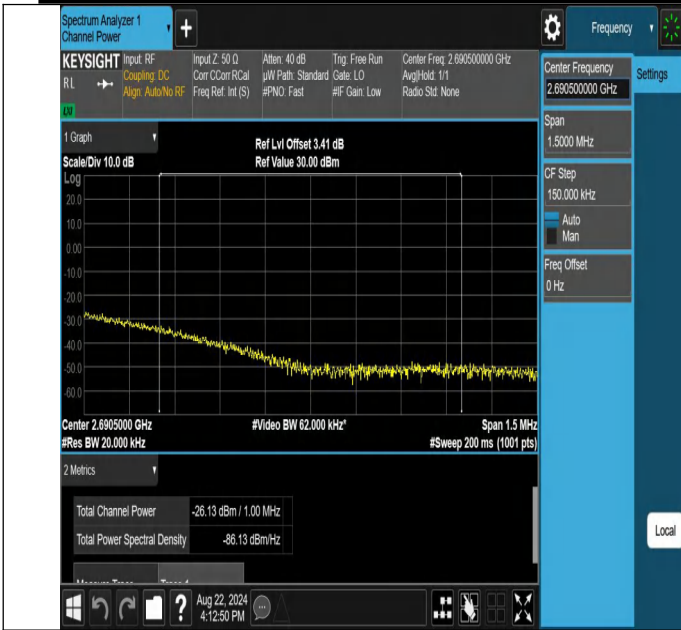 Spectrum Analyzer 1
Channel Power
+
Frequency
KEYSIGHT Input: RF Input Z: 50 Ω Atten: 40 dB Trig: Free Run Center Freq: 2.690500000 GHz
RL Coupling: DC Corr CCorr RCal µW Path: Standard Gate: LO Avg|Hold: 1/1
Align: Auto/No RF Freq Ref: Int (S) #PNO: Fast #IF Gain: Low Radio Std: None
Center Frequency
2.690500000 GHz
Settings
Span
1.5000 MHz
CF Step
150.000 kHz
Auto
Man
Freq Offset
0 Hz
1 Graph
Ref Lvl Offset 3.41 dB
Scale/Div 10.0 dB Ref Value 30.00 dBm
Log
20.0
10.0
0.00
-10.0
-20.0
-30.0
-40.0
-50.0
-60.0
Center 2.6905000 GHz #Video BW 62.000 kHz* Span 1.5 MHz
#Res BW 20.000 kHz #Sweep 200 ms (1001 pts)
2 Metrics
Total Channel Power -26.13 dBm / 1.00 MHz
Total Power Spectral Density -86.13 dBm/Hz
Local
? Aug 22, 2024
4:12:50 PM